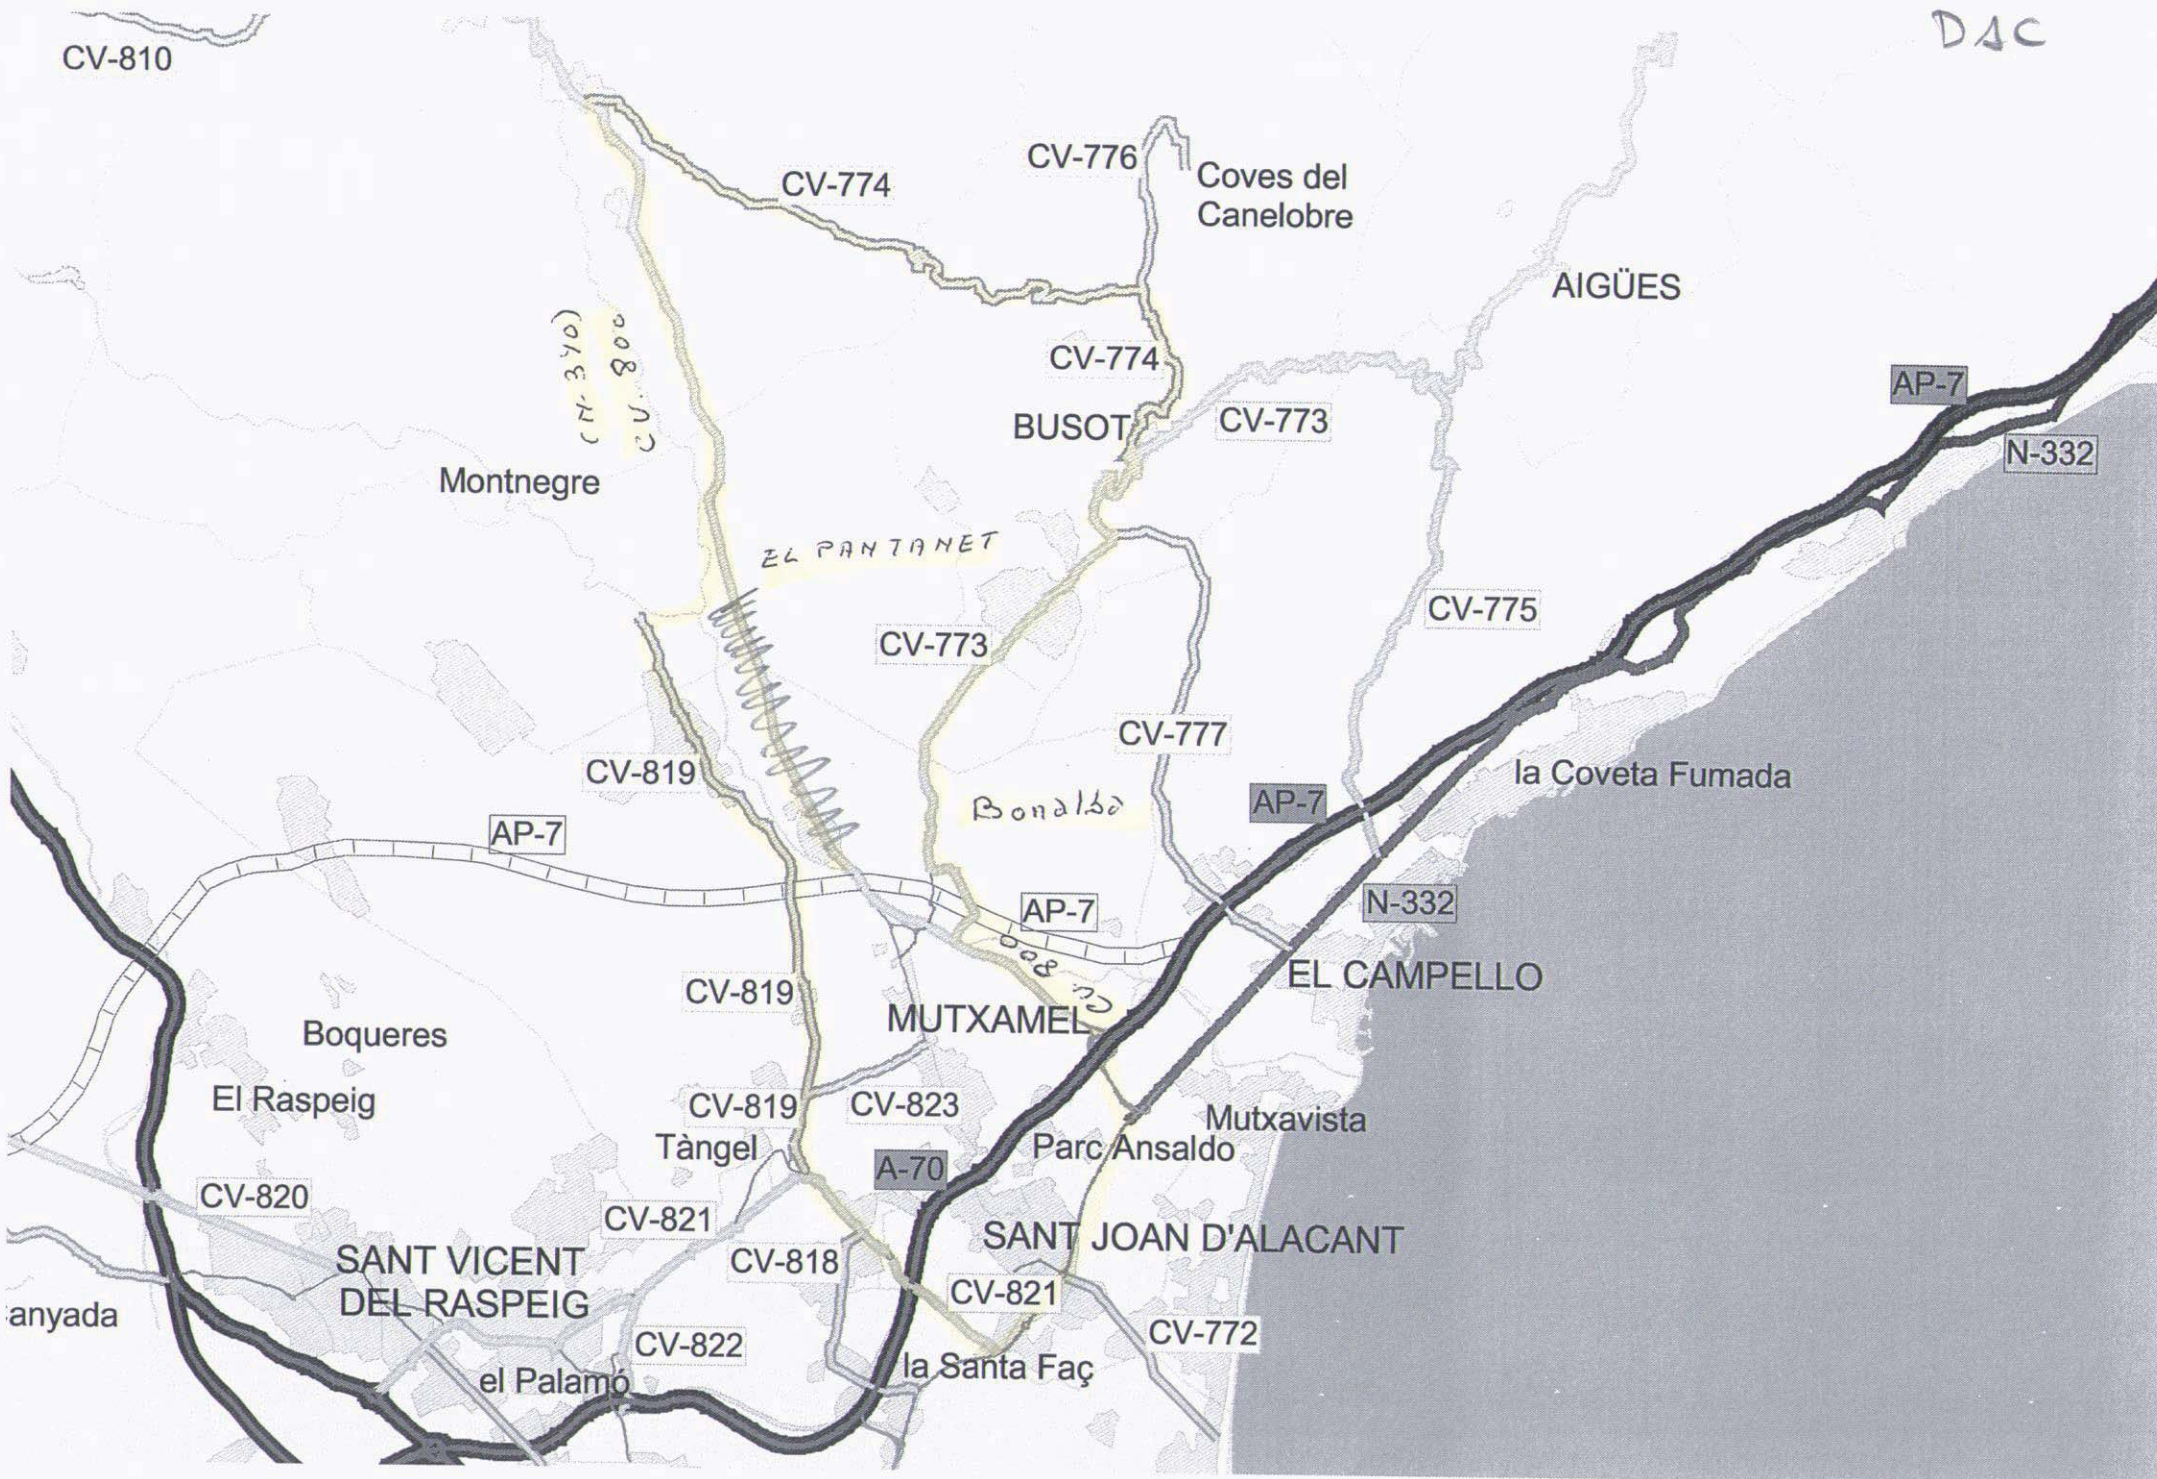 DAC
CV-810
CV-776
Coves del
Canelobre
CV-774
AIGÜES
(N-340)
CV. 800
CV-774
AP-7
BUSOT
CV-773
N-332
Montnegre
EL PANTANET
CV-775
CV-773
CV-777
CV-819
la Coveta Fumada
Bonalba
AP-7
AP-7
AP-7
N-332
CV. 800
EL CAMPELLO
CV-819
MUTXAMEL
Boqueres
El Raspeig
CV-819
CV-823
Mutxavista
Tàngel
Parc Ansaldo
A-70
CV-820
CV-821
SANT JOAN D'ALACANT
CV-818
SANT VICENT
DEL RASPEIG
CV-821
anyada
CV-822
CV-772
la Santa Faç
el Palamó